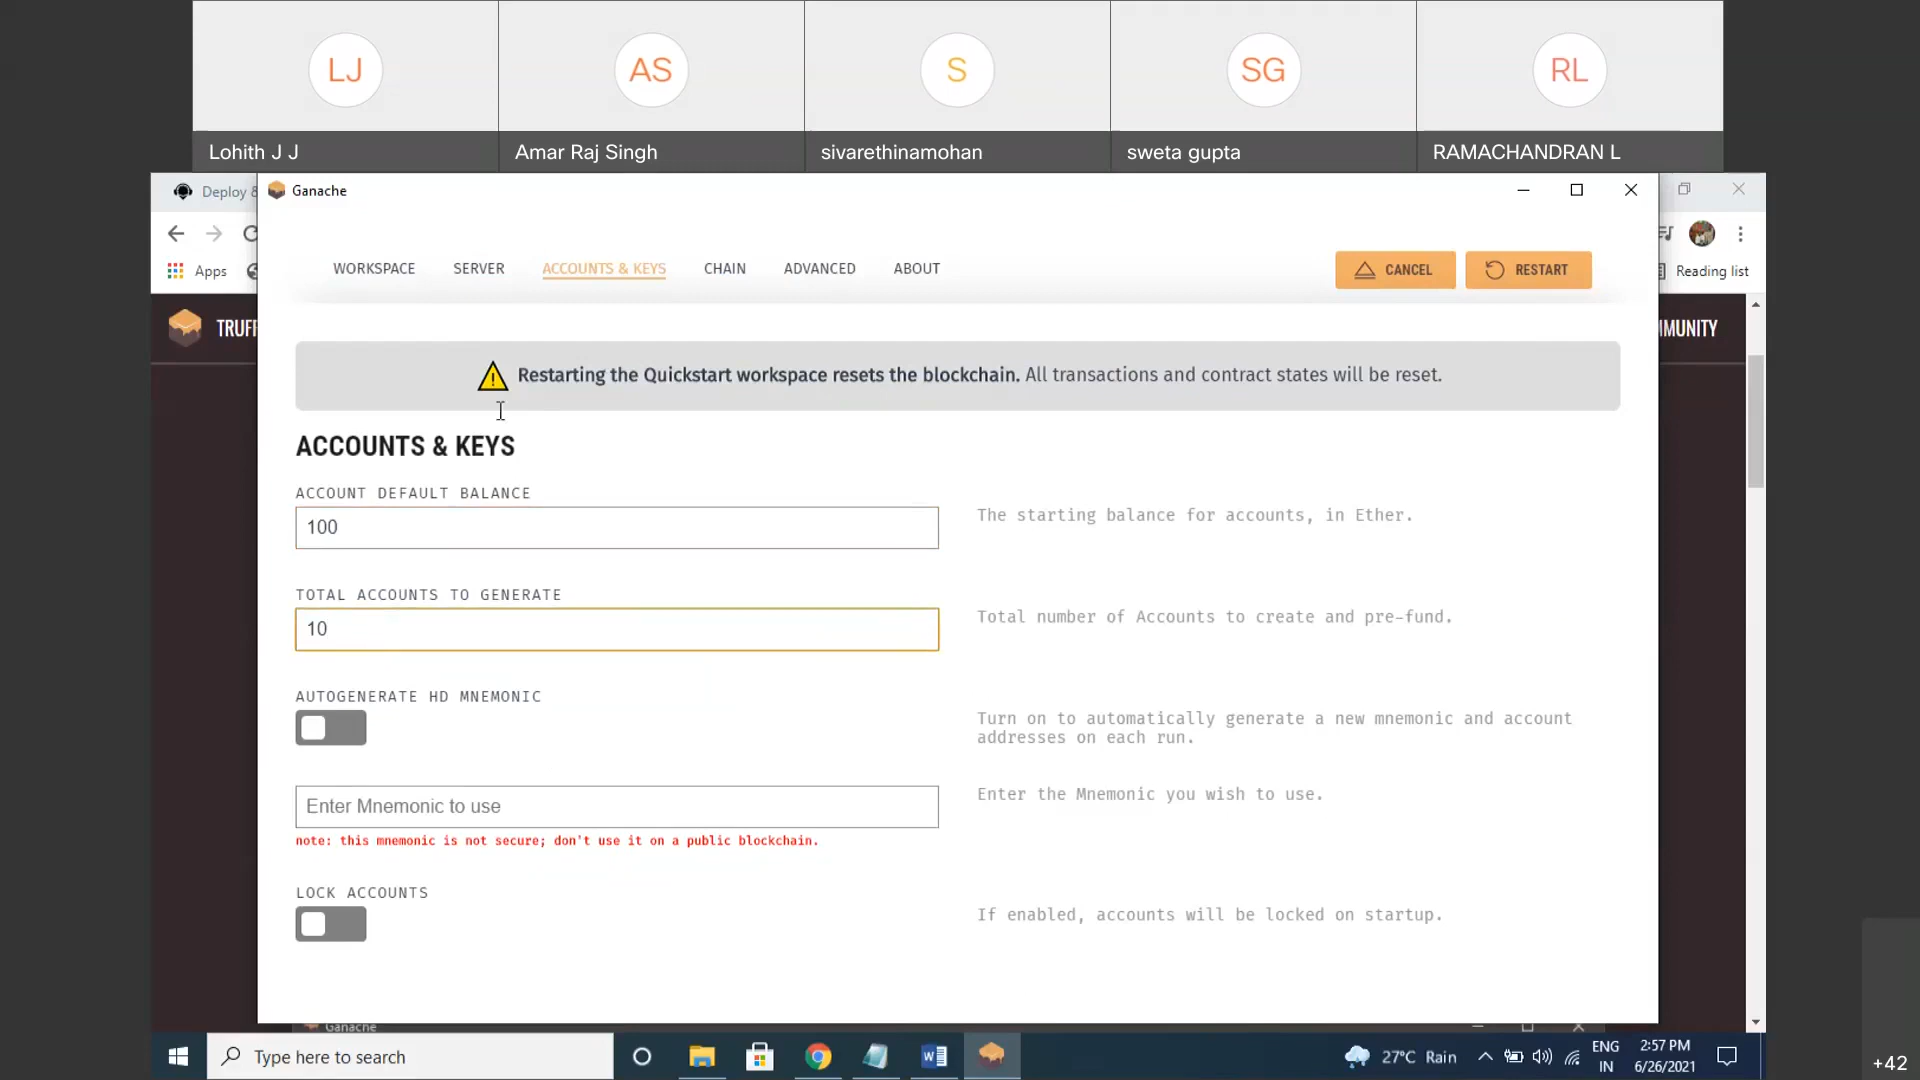 LJ
AS
S
SG
RL
Lohith J J
Amar Raj Singh
sivarethinamohan
sweta gupta
RAMACHANDRAN L
Deploy &
Ganache
Apps
Reading list
WORKSPACE
SERVER
ACCOUNTS & KEYS
CHAIN
ADVANCED
ABOUT
CANCEL
RESTART
TRUFF
MMUNITY
Restarting the Quickstart workspace resets the blockchain. All transactions and contract states will be reset.
ACCOUNTS & KEYS
ACCOUNT DEFAULT BALANCE
100
The starting balance for accounts, in Ether.
TOTAL ACCOUNTS TO GENERATE
10
Total number of Accounts to create and pre-fund.
AUTOGENERATE HD MNEMONIC
Turn on to automatically generate a new mnemonic and account
addresses on each run.
Enter Mnemonic to use
Enter the Mnemonic you wish to use.
note: this mnemonic is not secure; don't use it on a public blockchain.
LOCK ACCOUNTS
If enabled, accounts will be locked on startup.
Ganache
Type here to search
27°C Rain
ENG
IN
2:57 PM
6/26/2021
+42